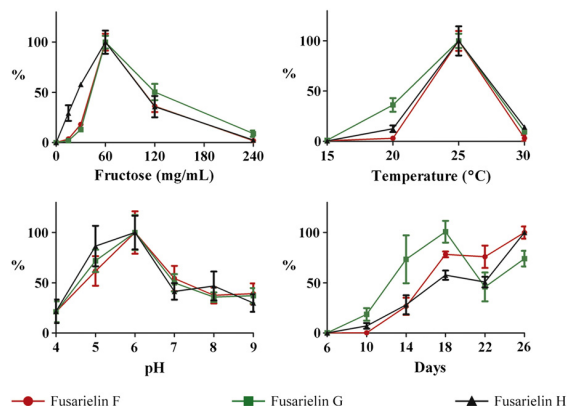 100
%
50
0
0 60 120 180 240
Fructose (mg/mL)
100
%
50
0
15 20 25 30
Temperature (°C)
100
%
50
0
4 5 6 7 8 9
pH
100
%
50
0
6 10 14 18 22 26
Days
Fusarielin F Fusarielin G Fusarielin H